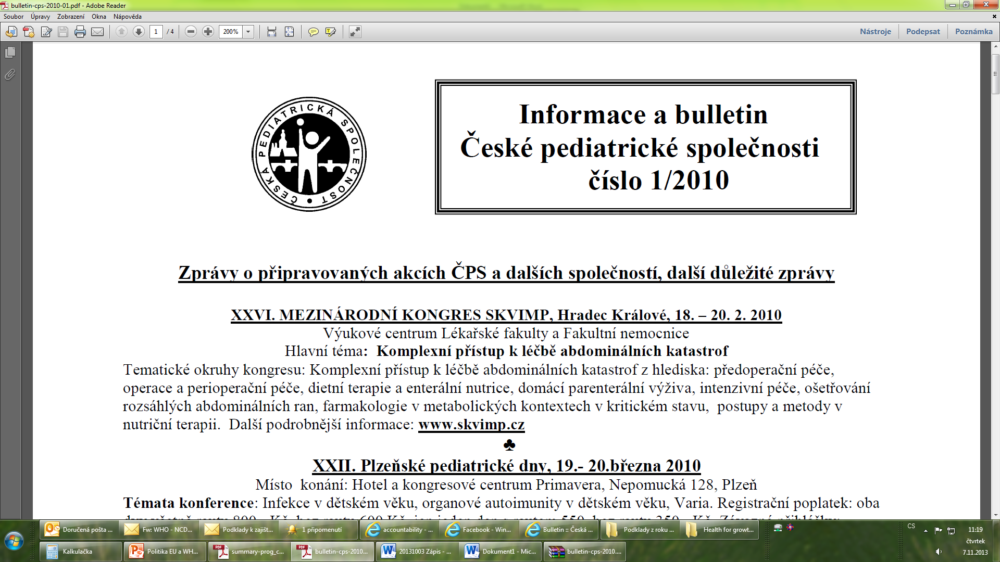 bulletin-cps-2010-01.pdf - Adobe Reader
Soubor Úpravy Zobrazení Okna Nápověda
1 / 4 200% Nástroje Podepsat Poznámka
ČESKÁ PEDIATRICKÁ SPOLEČNOST
Informace a bulletin
České pediatrické společnosti
číslo 1/2010
Zprávy o připravovaných akcích ČPS a dalších společností, další důležité zprávy
XXVI. MEZINÁRODNÍ KONGRES SKVIMP, Hradec Králové, 18. – 20. 2. 2010
Výukové centrum Lékařské fakulty a Fakultní nemocnice
Hlavní téma: Komplexní přístup k léčbě abdominálních katastrof
Tematické okruhy kongresu: Komplexní přístup k léčbě abdominálních katastrof z hlediska: předoperační péče,
operace a perioperační péče, dietní terapie a enterální nutrice, domácí parenterální výživa, intenzivní péče, ošetřování
rozsáhlých abdominálních ran, farmakologie v metabolických kontextech v kritickém stavu, postupy a metody v
nutriční terapii. Další podrobnější informace: www.skvimp.cz
♣
XXII. Plzeňské pediatrické dny, 19.- 20.března 2010
Místo konání: Hotel a kongresové centrum Primavera, Nepomucká 128, Plzeň
Témata konference: Infekce v dětském věku, organové autoimunity v dětském věku, Varia. Registrační poplatek: oba
Doručená pošta ... Fw: WHO - NCD... Podklady k zajišt... 1 připomenutí accountability - ... Facebook - Win... Bulletin :: Česká ... Podklady z roku ... Health for growt... CS 11:19
čtvrtek
Kalkulačka Politika EU a WH... summary-prog_c... bulletin-cps-2010... 20131003 Zápis - ... Dokument1 - Mic... bulletin-cps-2010.... 7.11.2013